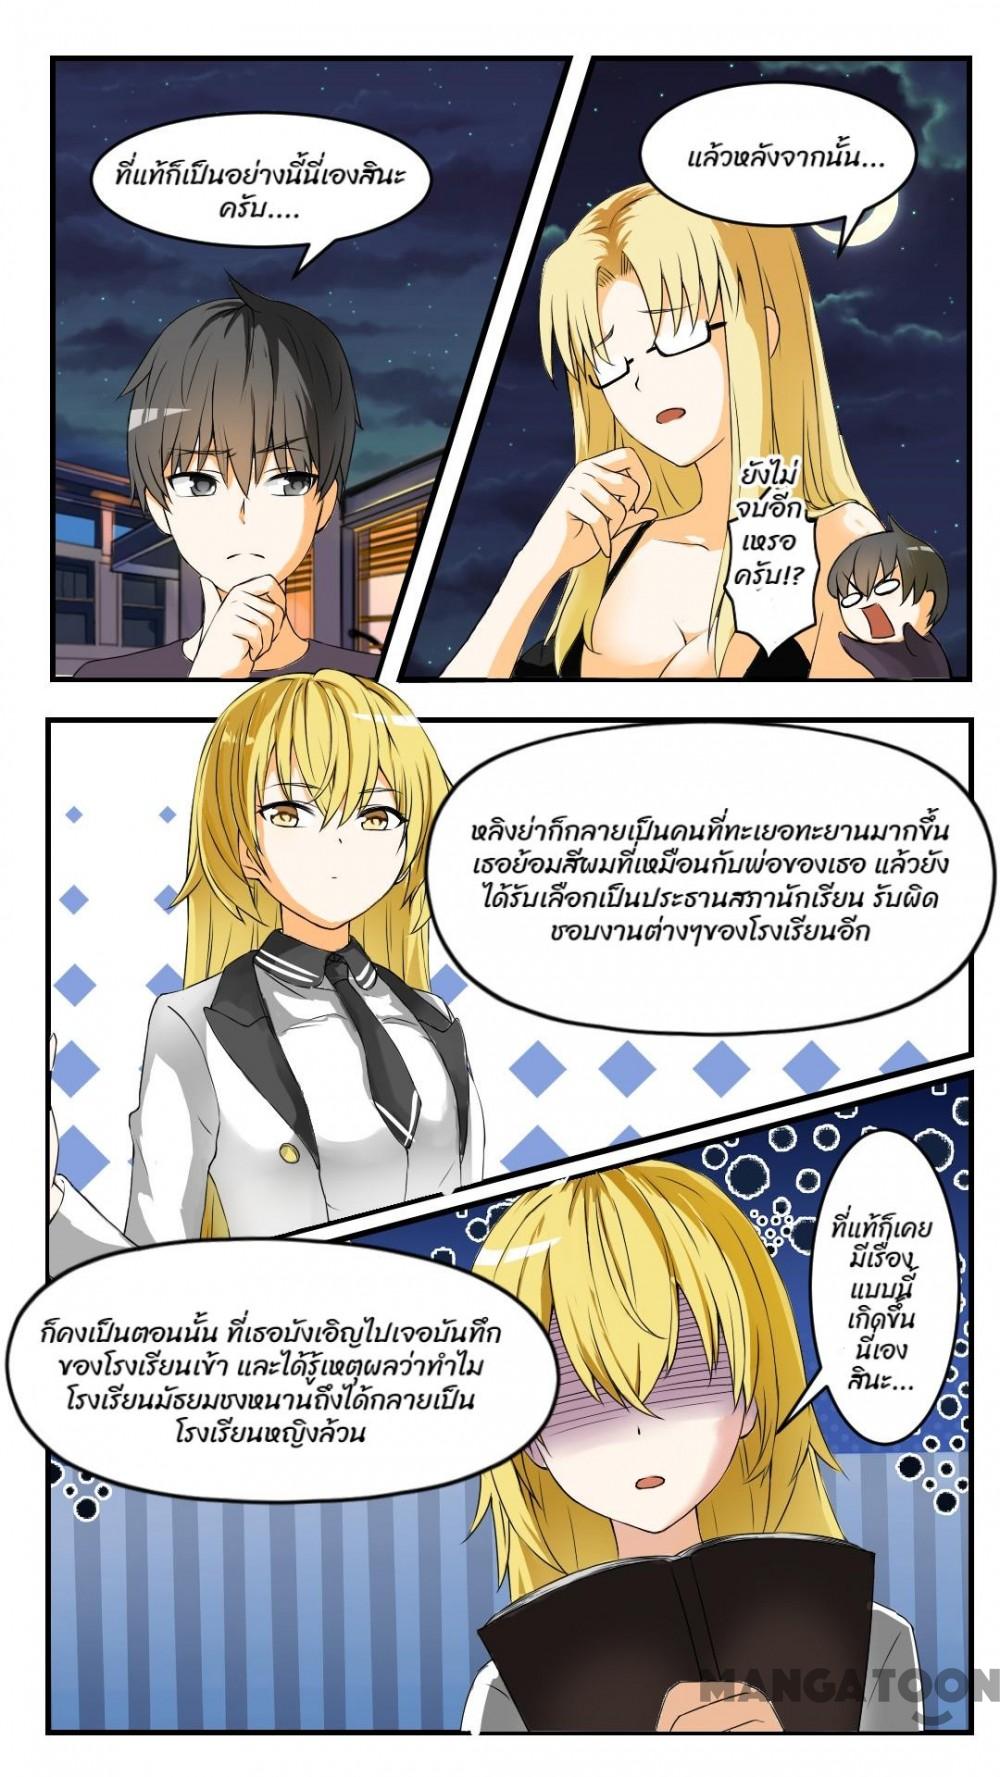 ที่แท้ก็เป็นอย่างนี้นี่เองสินะ
ครับ....
แล้วหลังจากนั้น...
ยังไม่
จบอีก
เหรอ
ครับ!?
หลิงย่าก็กลายเป็นคนที่ทะเยอทะยานมากขึ้น
เธอย้อมสีผมที่เหมือนกับพ่อของเธอ แล้วยัง
ได้รับเลือกเป็นประธานสภานักเรียน รับผิด
ชอบงานต่างๆของโรงเรียนอีก
ที่แท้ก็เคย
มีเรื่อง
แบบนี้
เกิดขึ้น
นี่เอง
สินะ...
ก็คงเป็นตอนนั้น ที่เธอบังเอิญไปเจอบันทึก
ของโรงเรียนเข้า และได้รู้เหตุผลว่าทำไม
โรงเรียนมัธยมชงหนานถึงได้กลายเป็น
โรงเรียนหญิงล้วน
MANGATOON